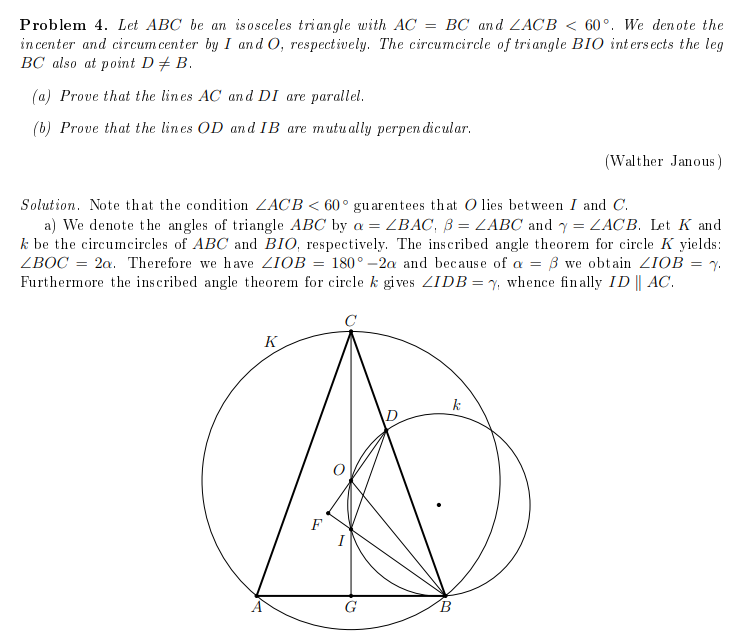 Problem 4. Let ABC be an isosceles triangle with AC = BC and ∠ACB < 60°. We denote the
incenter and circumcenter by I and O, respectively. The circumcircle of triangle BIO intersects the leg
BC also at point D ≠ B.
(a) Prove that the lines AC and DI are parallel.
(b) Prove that the lines OD and IB are mutually perpendicular.
(Walther Janous)
Solution. Note that the condition ∠ACB < 60° guarentees that O lies between I and C.
a) We denote the angles of triangle ABC by α = ∠BAC, β = ∠ABC and γ = ∠ACB. Let K and
k be the circumcircles of ABC and BIO, respectively. The inscribed angle theorem for circle K yields:
∠BOC = 2α. Therefore we have ∠IOB = 180° − 2α and because of α = β we obtain ∠IOB = γ.
Furthermore the inscribed angle theorem for circle k gives ∠IDB = γ, whence finally ID ∥ AC.
C
K
k
D
O
F
I
A
G
B